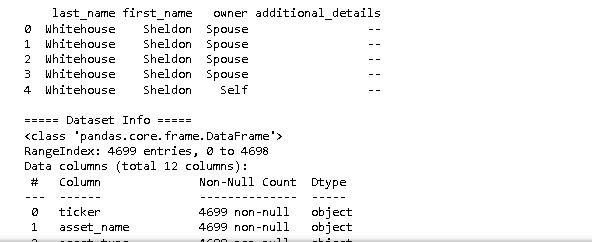 last_name first_name owner additional_details
0 Whitehouse Sheldon Spouse --
1 Whitehouse Sheldon Spouse --
2 Whitehouse Sheldon Spouse --
3 Whitehouse Sheldon Spouse --
4 Whitehouse Sheldon Self --
===== Dataset Info =====
<class 'pandas.core.frame.DataFrame'>
RangeIndex: 4699 entries, 0 to 4698
Data columns (total 12 columns):
# Column Non-Null Count Dtype
--- ------ -------------- -----
0 ticker 4699 non-null object
1 asset_name 4699 non-null object